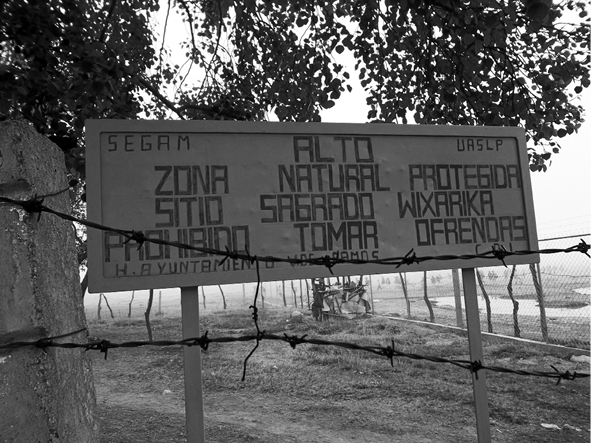 SEGAM ALTO UASLP
ZONA NATURAL PROTEGIDA
SITIO SAGRADO WIXARIKA
PROHIBIDO TOMAR OFRENDAS
H. AYUNTAMIENTO